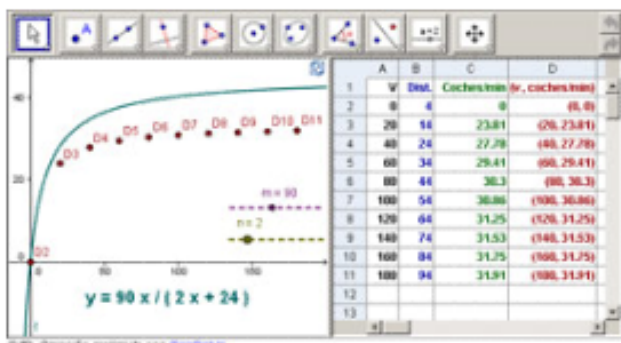 A B C D
1 V Dist. Coches/min (v, coches/min)
2 0 4 0 (0, 0)
3 20 14 23.81 (20, 23.81)
4 40 24 27.78 (40, 27.78)
5 60 34 29.41 (60, 29.41)
6 80 44 30.3 (80, 30.3)
7 100 54 30.86 (100, 30.86)
8 120 64 31.25 (120, 31.25)
9 140 74 31.53 (140, 31.53)
10 160 84 31.75 (160, 31.75)
11 180 94 31.91 (180, 31.91)
12
13
A
a=2
40
D3 D4 D5 D6 D7 D8 D9 D10 D11
20
m = 90
n = 2
D2
0 50 100 150
y = 90 x / ( 2 x + 24 )
f